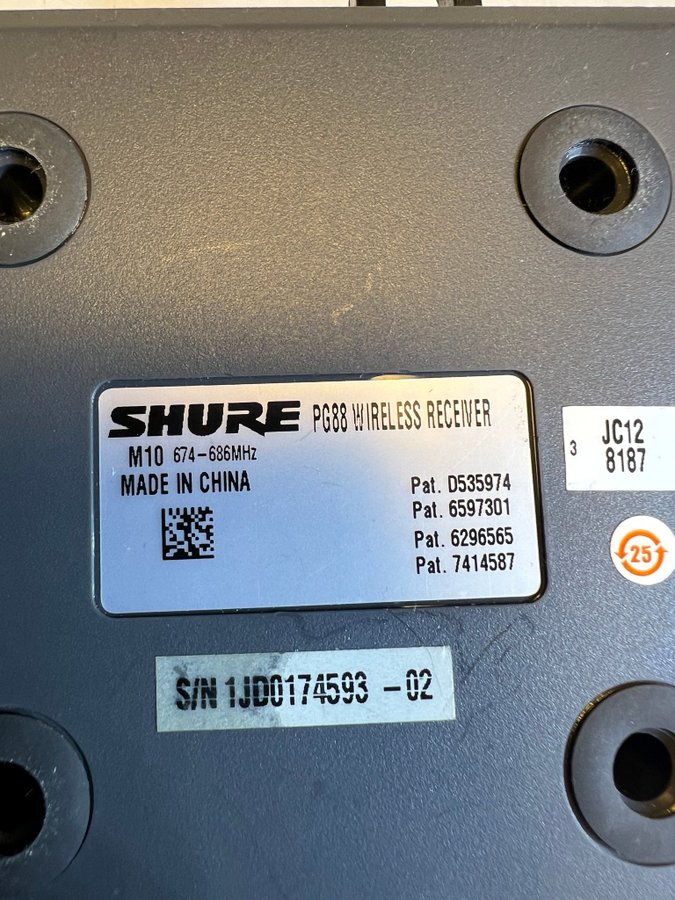 SHURE PG88 WIRELESS RECEIVER
M10 674-686MHz
MADE IN CHINA
Pat. D535974
Pat. 6597301
Pat. 6296565
Pat. 7414587
3 JC12
8187
25
S/N 1JD0174593 -02